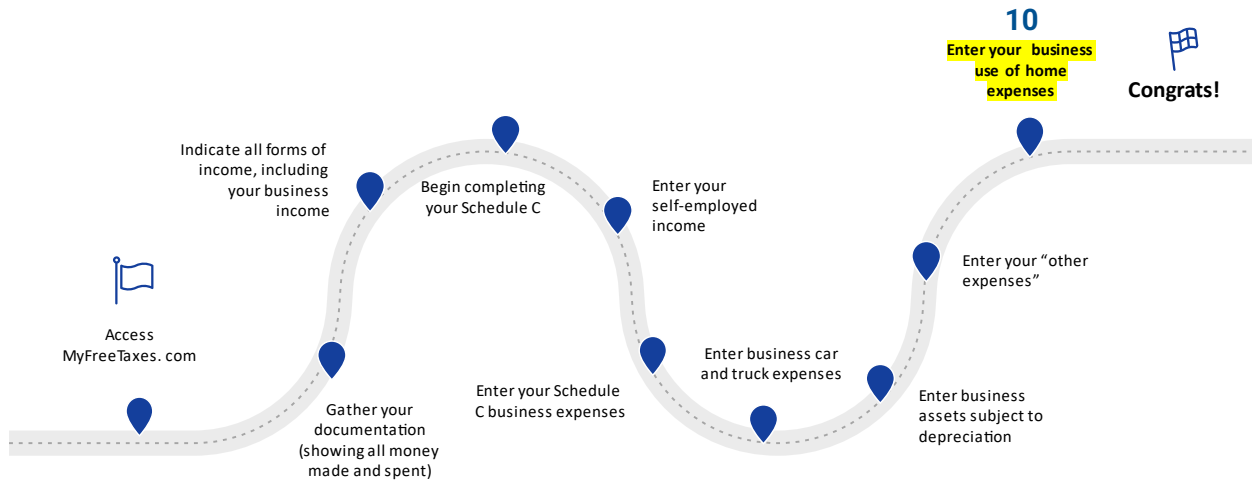 Access
MyFreeTaxes. com
Gather your
documentation
(showing all money
made and spent)
Indicate all forms of
income, including
your business
income
Begin completing
your Schedule C
Enter your
self-employed
income
Enter your Schedule
C business expenses
Enter business car
and truck expenses
Enter business
assets subject to
depreciation
Enter your “other
expenses”
10
Enter your business
use of home
expenses
Congrats!